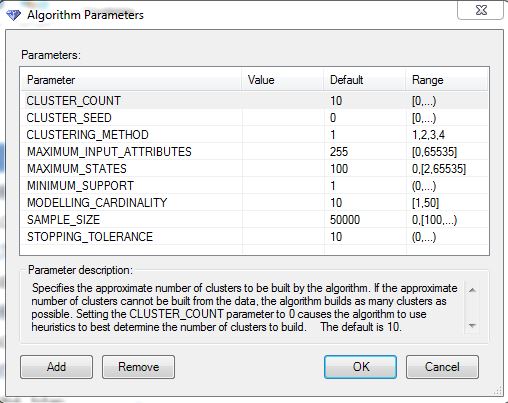 Algorithm Parameters
Parameters:
Parameter Value Default Range
CLUSTER_COUNT 10 [0,...)
CLUSTER_SEED 0 [0,...)
CLUSTERING_METHOD 1 1,2,3,4
MAXIMUM_INPUT_ATTRIBUTES 255 [0,65535]
MAXIMUM_STATES 100 0,[2,65535]
MINIMUM_SUPPORT 1 (0,...)
MODELLING_CARDINALITY 10 [1,50]
SAMPLE_SIZE 50000 0,[100,...)
STOPPING_TOLERANCE 10 (0,...)
Parameter description:
Specifies the approximate number of clusters to be built by the algorithm. If the approximate
number of clusters cannot be built from the data, the algorithm builds as many clusters as
possible. Setting the CLUSTER_COUNT parameter to 0 causes the algorithm to use
heuristics to best determine the number of clusters to build. The default is 10.
Add Remove OK Cancel